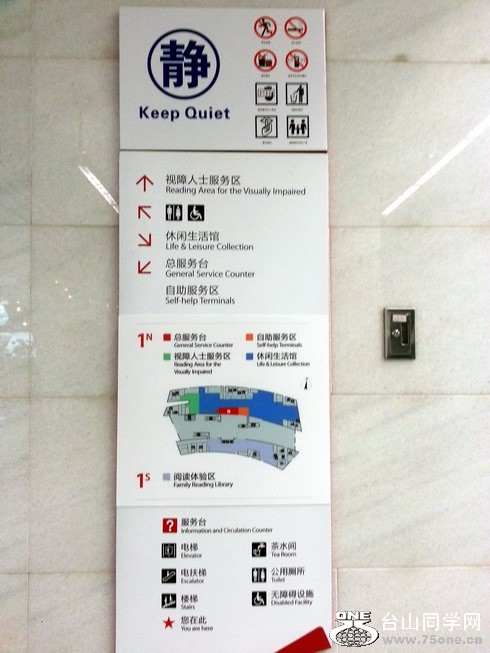 静
Keep Quiet
视障人士服务区
Reading Area for the Visually Impaired
休闲生活馆
Life & Leisure Collection
总服务台
General Service Counter
自助服务区
Self-help Terminals
1N
总服务台
General Service Counter
自助服务区
Self-help Terminals
视障人士服务区
Reading Area for the
Visually Impaired
休闲生活馆
Life & Leisure Collection
1S
阅读体验区
Family Reading Library
?
服务台
Information and Circulation Counter
电梯
Elevator
茶水间
Tea Room
电扶梯
Escalator
公用厕所
Toilet
楼梯
Stairs
无障碍设施
Disabled Facility
您在此
You are here
ONE
台山同学网
www.75one.cn